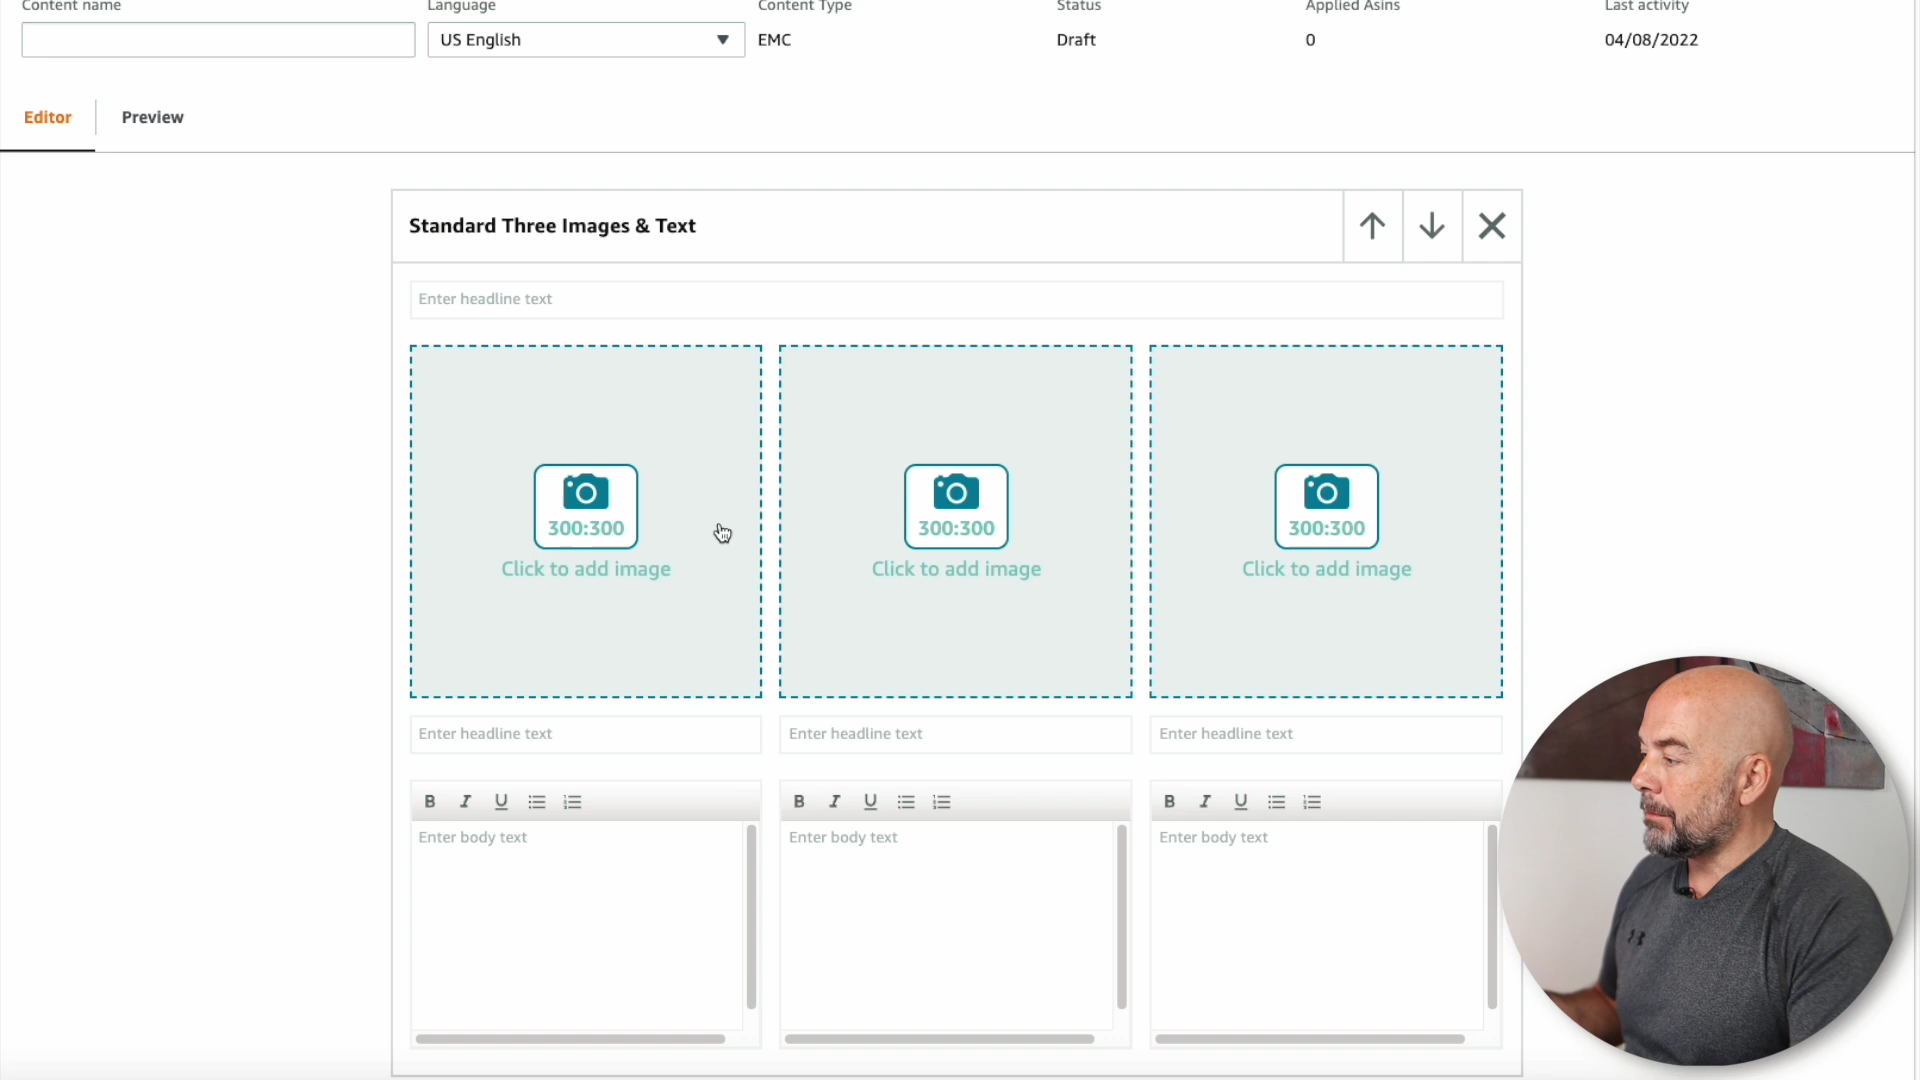 Content name
Language
Content Type
Status
Applied Asins
Last activity
US English
EMC
Draft
0
04/08/2022
Editor
Preview
Standard Three Images & Text
Enter headline text
300:300
300:300
300:300
Click to add image
Click to add image
Click to add image
Enter headline text
Enter headline text
Enter headline text
B I U
B I U
B I U
Enter body text
Enter body text
Enter body text